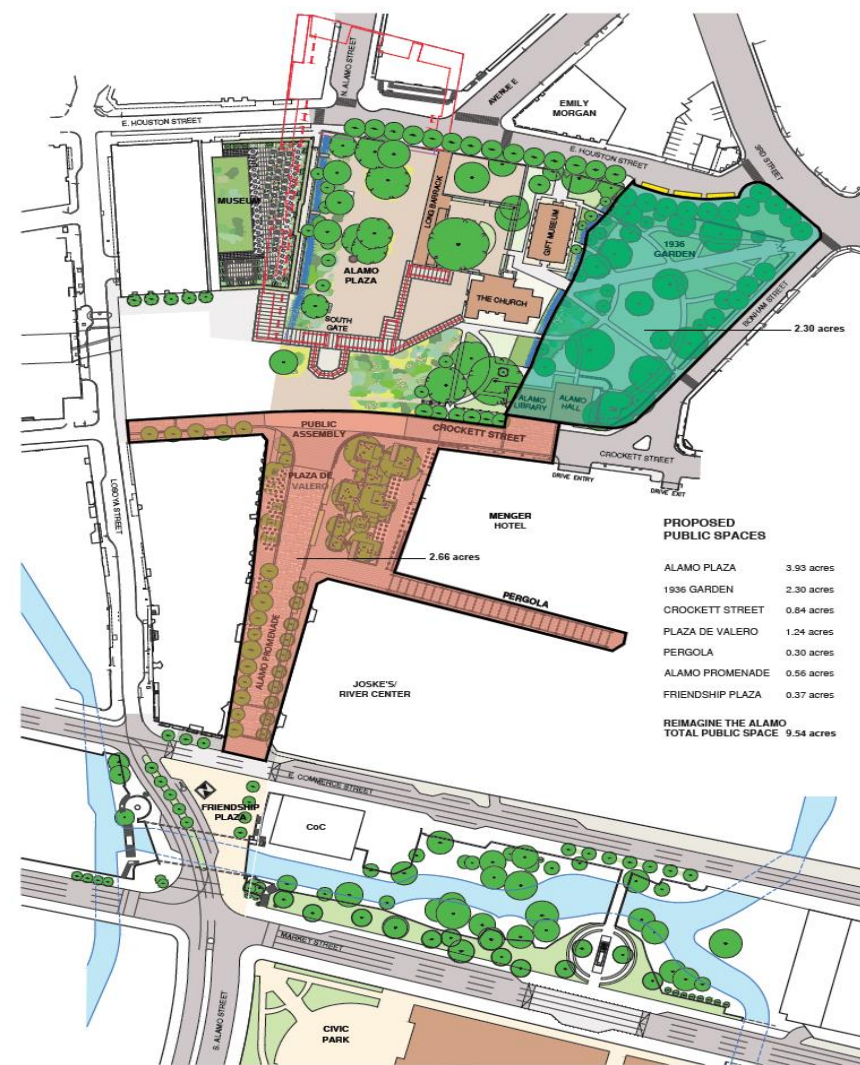 N. ALAMO STREET
AVENUE E
EMILY
MORGAN
E. HOUSTON STREET
E. HOUSTON STREET
3RD STREET
MUSEUM
LONG BARRACK
GIFT MUSEUM
1936
GARDEN
ALAMO
PLAZA
THE CHURCH
BONHAM STREET
SOUTH
GATE
2.30 acres
ALAMO
LIBRARY
ALAMO
HALL
PUBLIC
ASSEMBLY
CROCKETT STREET
CROCKETT STREET
DRIVE ENTRY
DRIVE EXIT
PLAZA DE
VALERO
LOSOYA STREET
MENGER
HOTEL
2.66 acres
PERGOLA
ALAMO PROMENADE
JOSKE'S/
RIVER CENTER
PROPOSED
PUBLIC SPACES
ALAMO PLAZA 3.93 acres
1936 GARDEN 2.30 acres
CROCKETT STREET 0.84 acres
PLAZA DE VALERO 1.24 acres
PERGOLA 0.30 acres
ALAMO PROMENADE 0.56 acres
FRIENDSHIP PLAZA 0.37 acres
REIMAGINE THE ALAMO
TOTAL PUBLIC SPACE 9.54 acres
E. COMMERCE STREET
FRIENDSHIP
PLAZA
CoC
MARKET STREET
S. ALAMO STREET
CIVIC
PARK